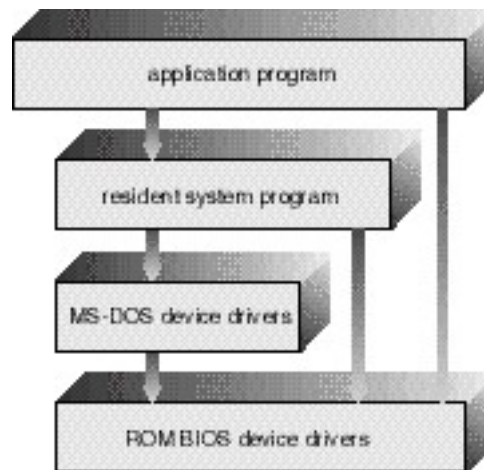 application program
resident system program
MS-DOS device drivers
ROM BIOS device drivers